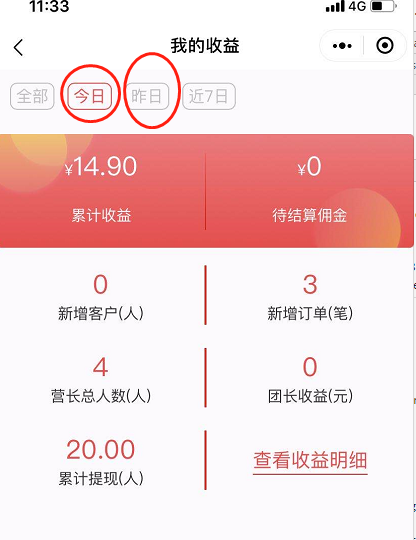 11:33 4G
我的收益
全部 今日 昨日 近7日
¥14.90 ¥0
累计收益 待结算佣金
0 3
新增客户(人) 新增订单(笔)
4 0
营长总人数(人) 团长收益(元)
20.00
累计提现(人) 查看收益明细